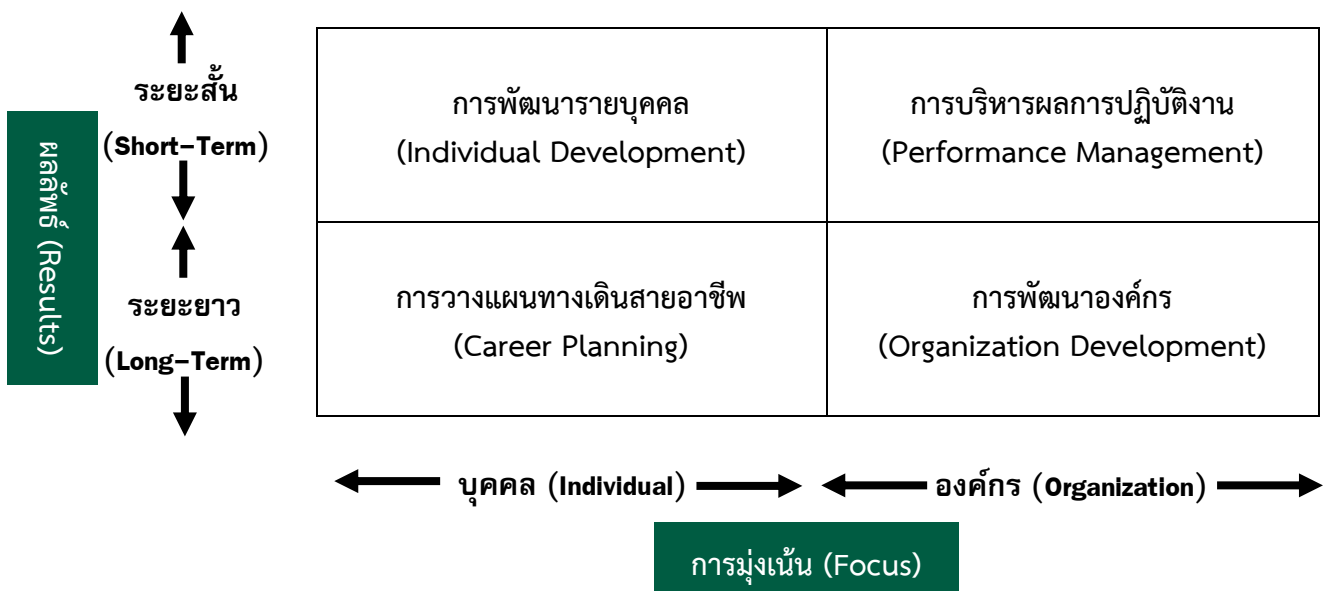 ผลลัพธ์ (Results)
ระยะสั้น
(Short-Term)
ระยะยาว
(Long-Term)
การพัฒนารายบุคคล
(Individual Development)
การบริหารผลการปฏิบัติงาน
(Performance Management)
การวางแผนทางเดินสายอาชีพ
(Career Planning)
การพัฒนาองค์กร
(Organization Development)
บุคคล (Individual)
องค์กร (Organization)
การมุ่งเน้น (Focus)